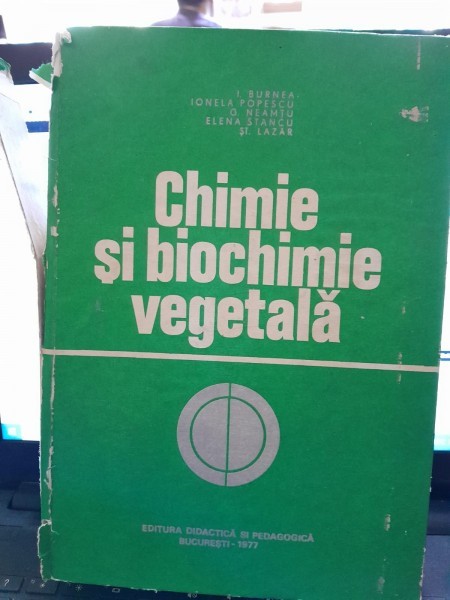 I. BURNEA
IONELA POPESCU
O. NEAMȚU
ELENA STANCU
ȘT. LAZĂR
Chimie
și biochimie
vegetală
EDITURA DIDACTICĂ ȘI PEDAGOGICĂ
BUCUREȘTI - 1977